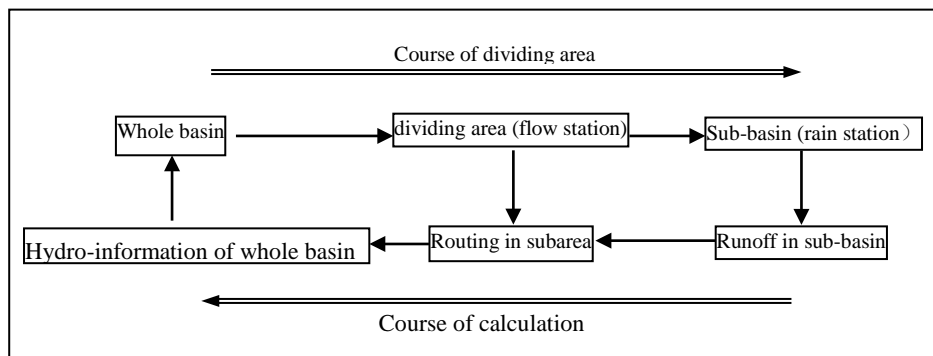 Course of dividing area
Whole basin
dividing area (flow station)
Sub-basin (rain station）
Hydro-information of whole basin
Routing in subarea
Runoff in sub-basin
Course of calculation